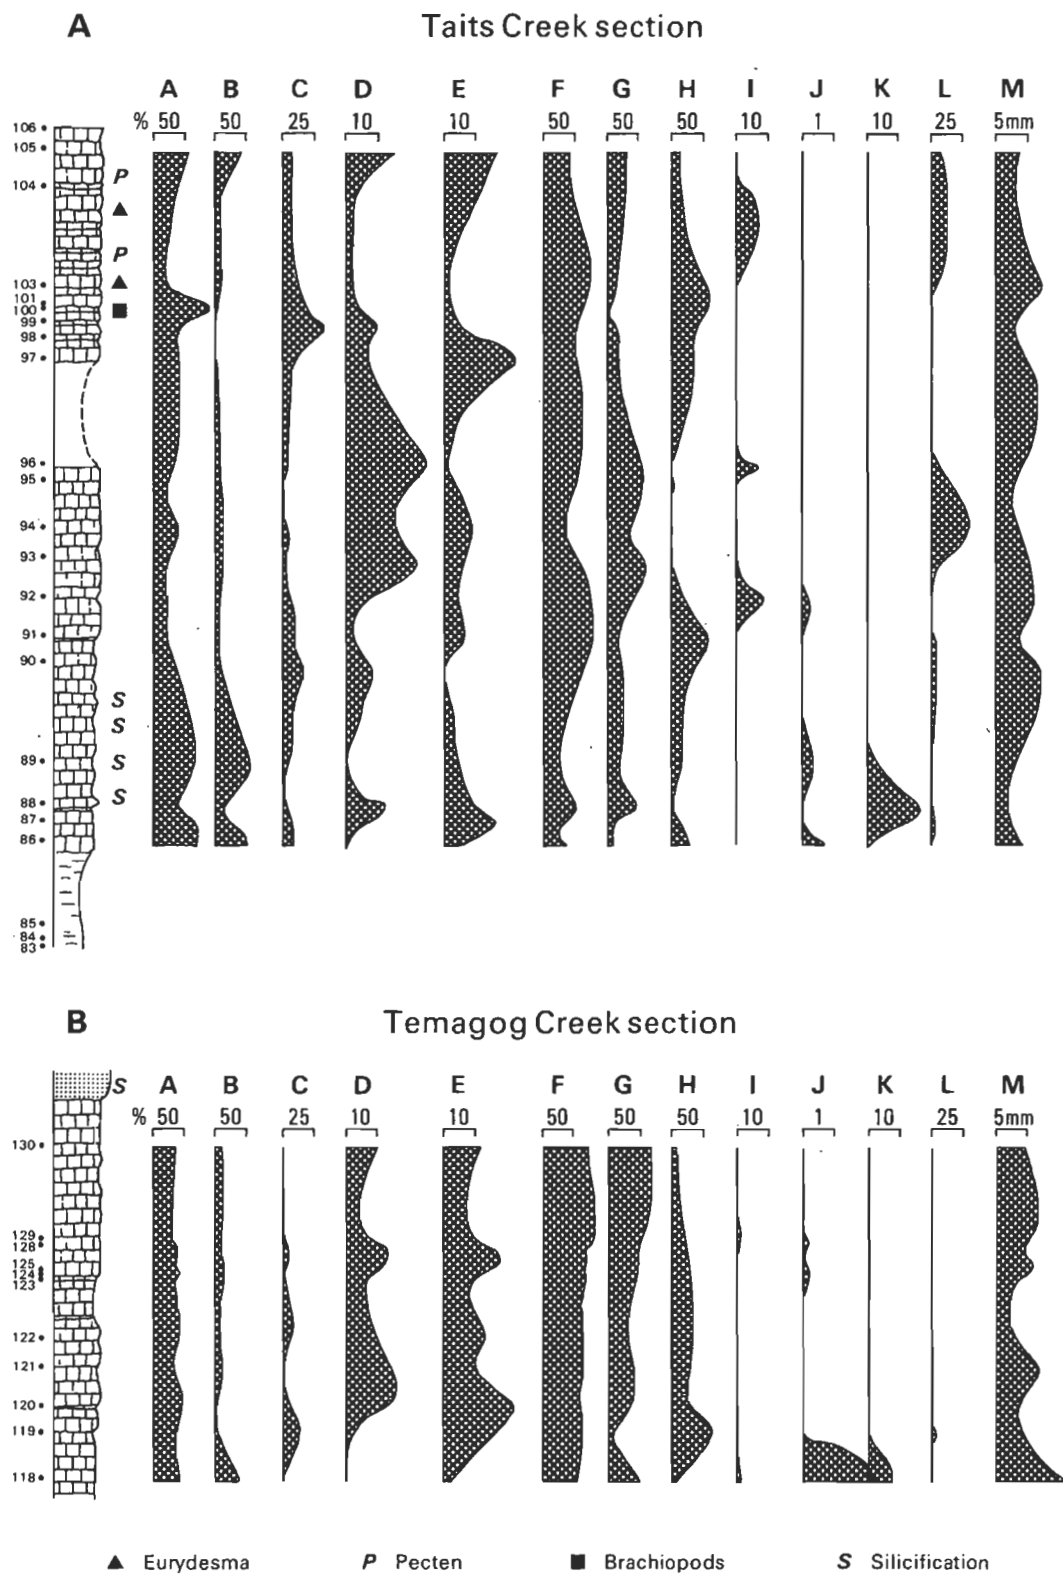 A Taits Creek section
A B C D E F G H I J K L M
% 50 50 25 10 10 50 50 50 10 1 10 25 5mm
106
105
P
104
P
103
101
100
99
98
97
96
95
94
93
92
91
90
S
S
89
S
S
88
87
86
85
84
83
B Temagog Creek section
S A B C D E F G H I J K L M
% 50 50 25 10 10 50 50 50 10 1 10 25 5mm
130
129
128
125
124
123
122
121
120
119
118
Eurydesma P Pecten Brachiopods S Silicification